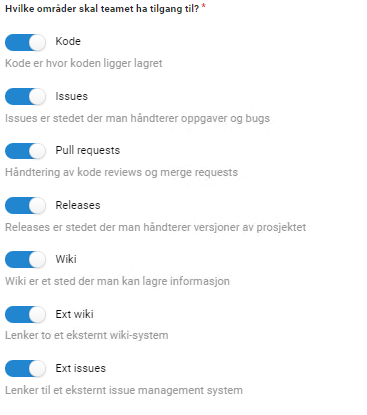 Hvilke områder skal teamet ha tilgang til? *
Kode
Kode er hvor koden ligger lagret
Issues
Issues er stedet der man håndterer oppgaver og bugs
Pull requests
Håndtering av kode reviews og merge requests
Releases
Releases er stedet der man håndterer versjoner av prosjektet
Wiki
Wiki er et sted der man kan lagre informasjon
Ext wiki
Lenker to et eksternt wiki-system
Ext issues
Lenker til et eksternt issue management system